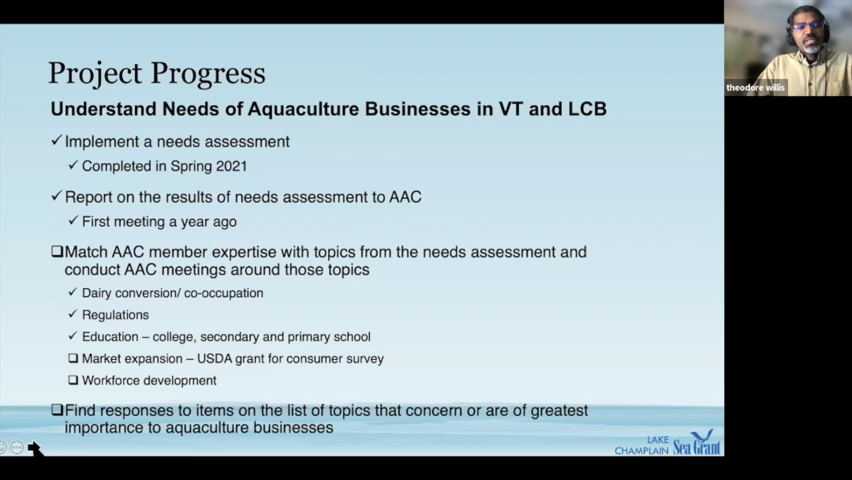 Project Progress
Understand Needs of Aquaculture Businesses in VT and LCB
Implement a needs assessment
Completed in Spring 2021
Report on the results of needs assessment to AAC
First meeting a year ago
Match AAC member expertise with topics from the needs assessment and
conduct AAC meetings around those topics
Dairy conversion/ co-occupation
Regulations
Education – college, secondary and primary school
Market expansion – USDA grant for consumer survey
Workforce development
Find responses to items on the list of topics that concern or are of greatest
importance to aquaculture businesses
LAKE
CHAMPLAIN Sea Grant
theodore willis